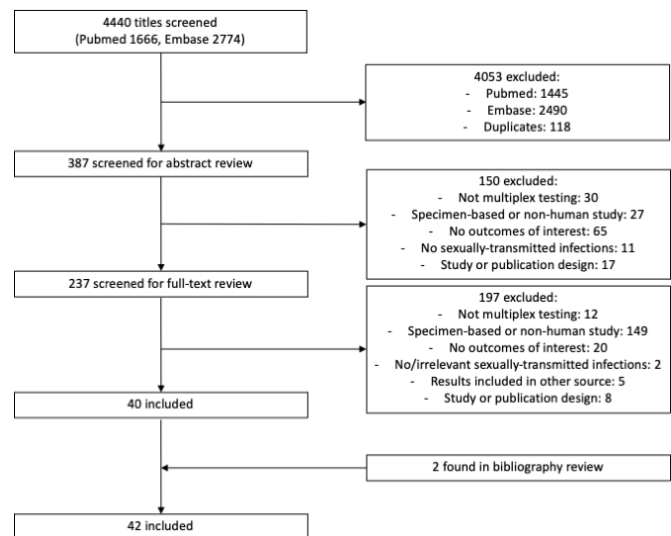 4440 titles screened
(Pubmed 1666, Embase 2774)
4053 excluded:
- Pubmed: 1445
- Embase: 2490
- Duplicates: 118
387 screened for abstract review
150 excluded:
- Not multiplex testing: 30
- Specimen-based or non-human study: 27
- No outcomes of interest: 65
- No sexually-transmitted infections: 11
- Study or publication design: 17
237 screened for full-text review
197 excluded:
- Not multiplex testing: 12
- Specimen-based or non-human study: 149
- No outcomes of interest: 20
- No/irrelevant sexually-transmitted infections: 2
- Results included in other source: 5
- Study or publication design: 8
40 included
2 found in bibliography review
42 included